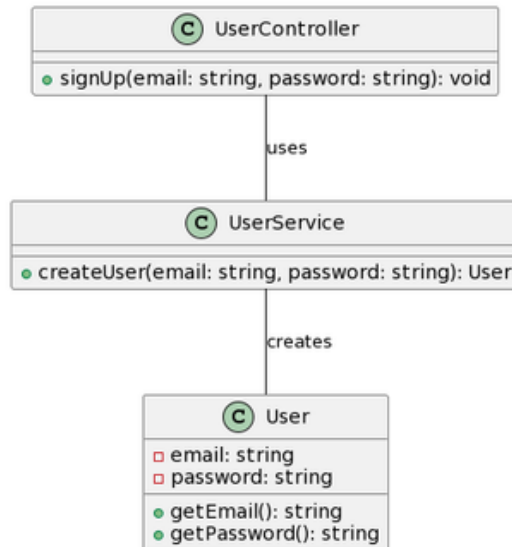 C UserController
signUp(email: string, password: string): void
uses
C UserService
createUser(email: string, password: string): User
creates
C User
email: string
password: string
getEmail(): string
getPassword(): string